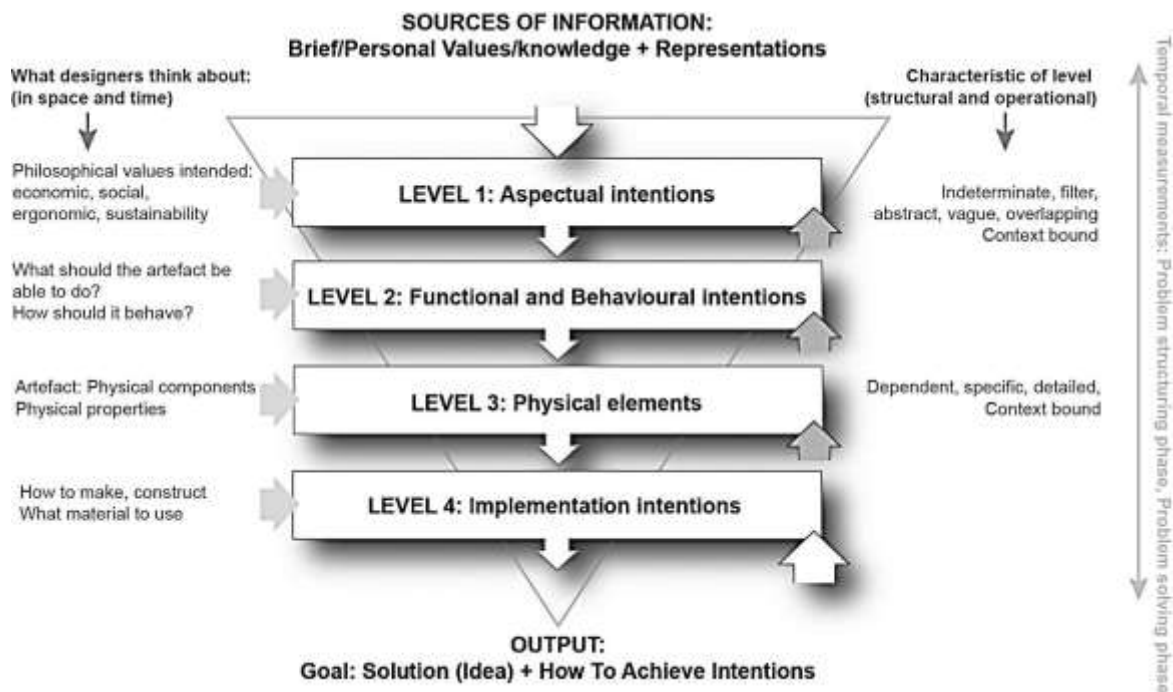 SOURCES OF INFORMATION:
Brief/Personal Values/knowledge + Representations
What designers think about:
(in space and time)
Characteristic of level
(structural and operational)
Philosophical values intended:
economic, social,
ergonomic, sustainability
LEVEL 1: Aspectual intentions
Indeterminate, filter,
abstract, vague, overlapping
Context bound
What should the artefact be
able to do?
How should it behave?
LEVEL 2: Functional and Behavioural intentions
Artefact: Physical components
Physical properties
LEVEL 3: Physical elements
Dependent, specific, detailed,
Context bound
How to make, construct
What material to use
LEVEL 4: Implementation intentions
OUTPUT:
Goal: Solution (Idea) + How To Achieve Intentions
Temporal measurements: Problem structuring phase, Problem solving phase